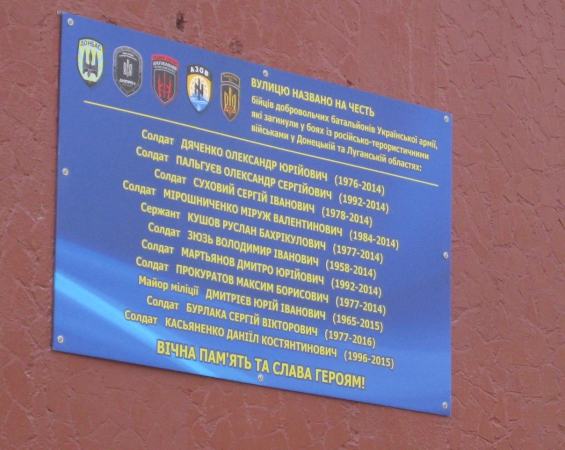 ДОНБАС
АЗОВ
ВУЛИЦЮ НАЗВАНО НА ЧЕСТЬ
бійців добровольчих батальйонів Української армії,
які загинули у боях із російсько-терористичними
військами у Донецькій та Луганській областях:
Солдат ДЯЧЕНКО ОЛЕКСАНДР ЮРІЙОВИЧ (1976-2014)
Солдат ПАЛЬГУЕВ ОЛЕКСАНДР СЕРГІЙОВИЧ (1992-2014)
Солдат СУХОВИЙ СЕРГІЙ ІВАНОВИЧ (1978-2014)
Солдат МІРОШНИЧЕНКО МІРУЖ ВАЛЕНТИНОВИЧ (1984-2014)
Сержант КУШОВ РУСЛАН БАХРІКУЛОВИЧ (1977-2014)
Солдат ЗЮЗЬ ВОЛОДИМИР ІВАНОВИЧ (1958-2014)
Солдат МАРТЬЯНОВ ДМИТРО ЮРІЙОВИЧ (1992-2014)
Солдат ПРОКУРАТОВ МАКСИМ БОРИСОВИЧ (1977-2014)
Майор міліції ДМИТРІЄВ ЮРІЙ ІВАНОВИЧ (1965-2015)
Солдат БУРЛАКА СЕРГІЙ ВІКТОРОВИЧ (1977-2016)
Солдат КАСЬЯНЕНКО ДАНІЇЛ КОСТЯНТИНОВИЧ (1996-2015)
ВІЧНА ПАМ'ЯТЬ ТА СЛАВА ГЕРОЯМ!